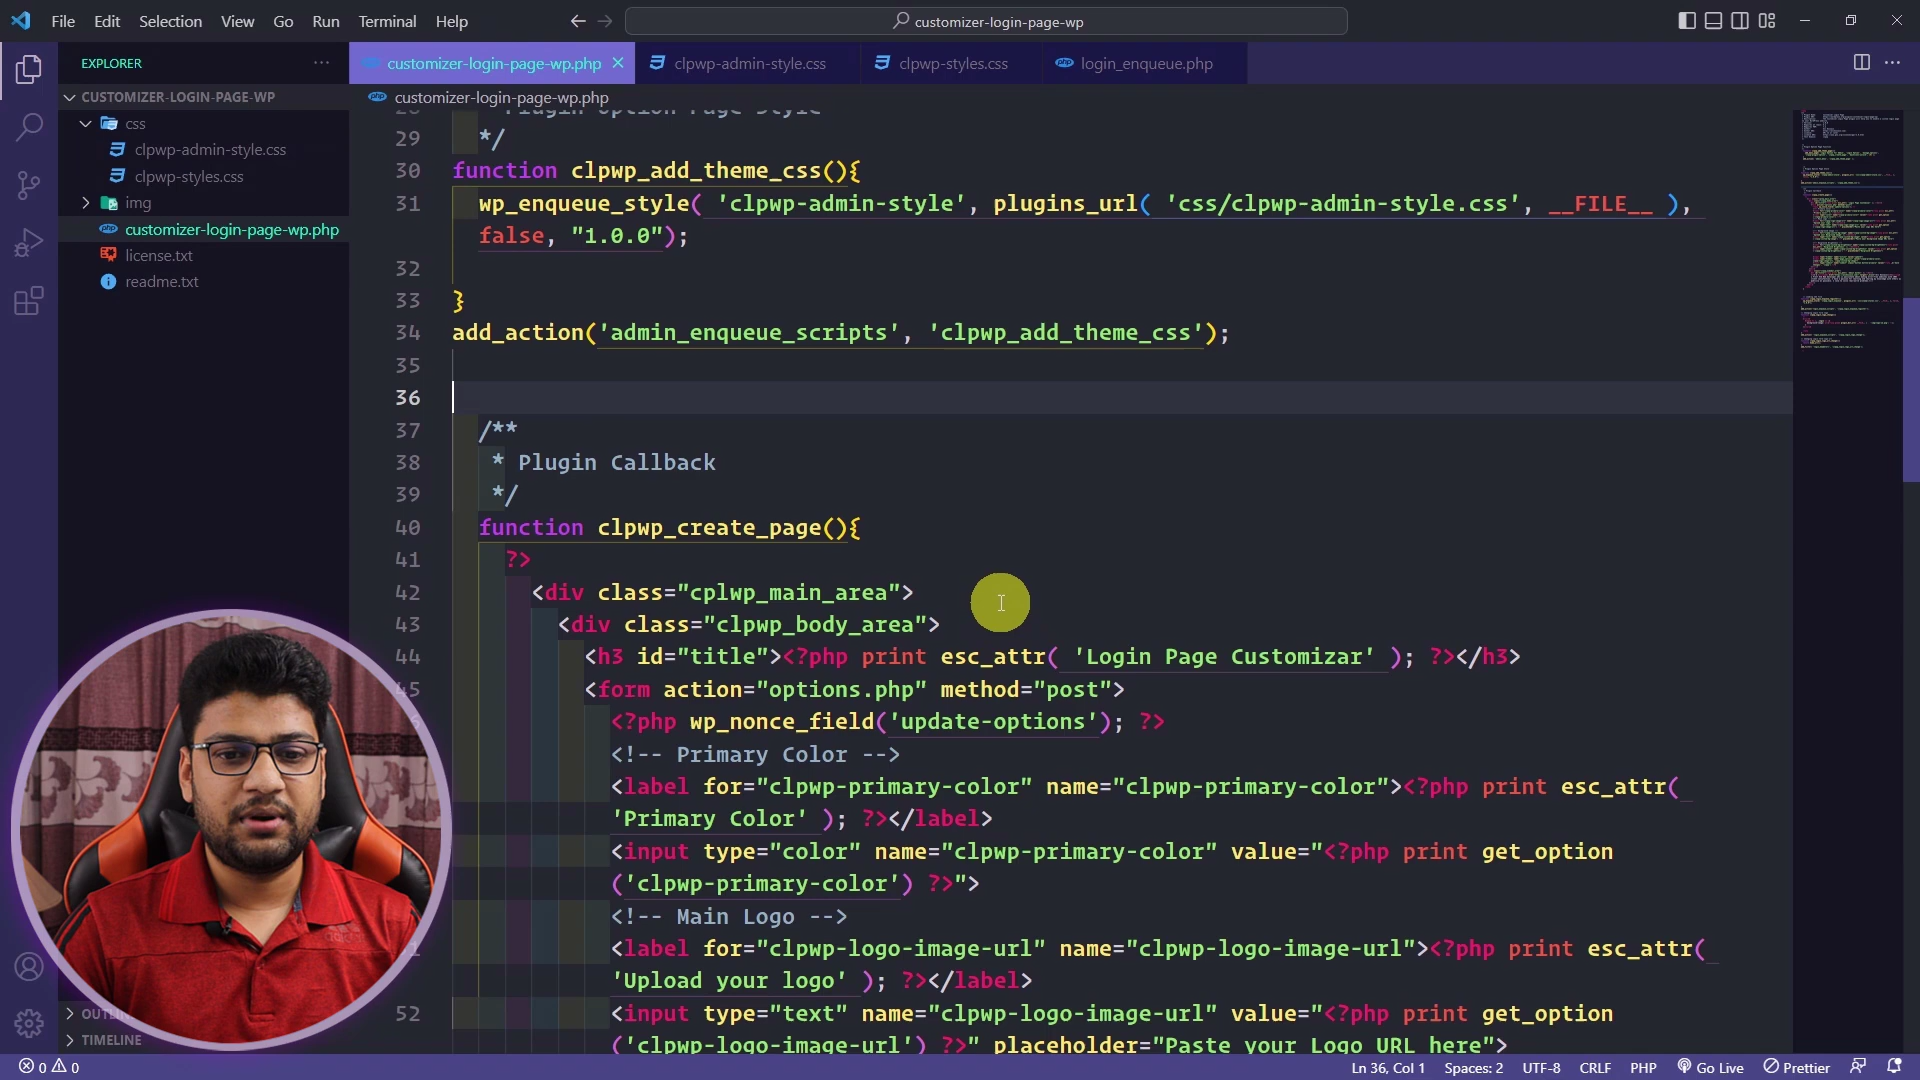 File Edit Selection View Go Run Terminal Help
customizer-login-page-wp
EXPLORER
customizer-login-page-wp.php
clpwp-admin-style.css
clpwp-styles.css
login_enqueue.php
CUSTOMIZER-LOGIN-PAGE-WP
css
clpwp-admin-style.css
clpwp-styles.css
img
customizer-login-page-wp.php
license.txt
readme.txt
customizer-login-page-wp.php
28 Plugin Option Page Style
29 */
30 function clpwp_add_theme_css(){
31 wp_enqueue_style( 'clpwp-admin-style', plugins_url( 'css/clpwp-admin-style.css', __FILE__ ),
false, "1.0.0");
32
33 }
34 add_action('admin_enqueue_scripts', 'clpwp_add_theme_css');
35
36
37 /**
38 * Plugin Callback
39 */
40 function clpwp_create_page(){
41 ?>
42 <div class="cplwp_main_area">
43 <div class="clpwp_body_area">
44 <h3 id="title"><?php print esc_attr( 'Login Page Customizar' ); ?></h3>
45 <form action="options.php" method="post">
<?php wp_nonce_field('update-options'); ?>
<!-- Primary Color -->
<label for="clpwp-primary-color" name="clpwp-primary-color"><?php print esc_attr(
'Primary Color' ); ?></label>
<input type="color" name="clpwp-primary-color" value="<?php print get_option
('clpwp-primary-color') ?>">
<!-- Main Logo -->
<label for="clpwp-logo-image-url" name="clpwp-logo-image-url"><?php print esc_attr(
'Upload your logo' ); ?></label>
52 <input type="text" name="clpwp-logo-image-url" value="<?php print get_option
('clpwp-logo-image-url') ?>" placeholder="Paste your Logo URL here">
TIMELINE
0 0
Ln 36, Col 1 Spaces: 2 UTF-8 CRLF PHP Go Live Prettier